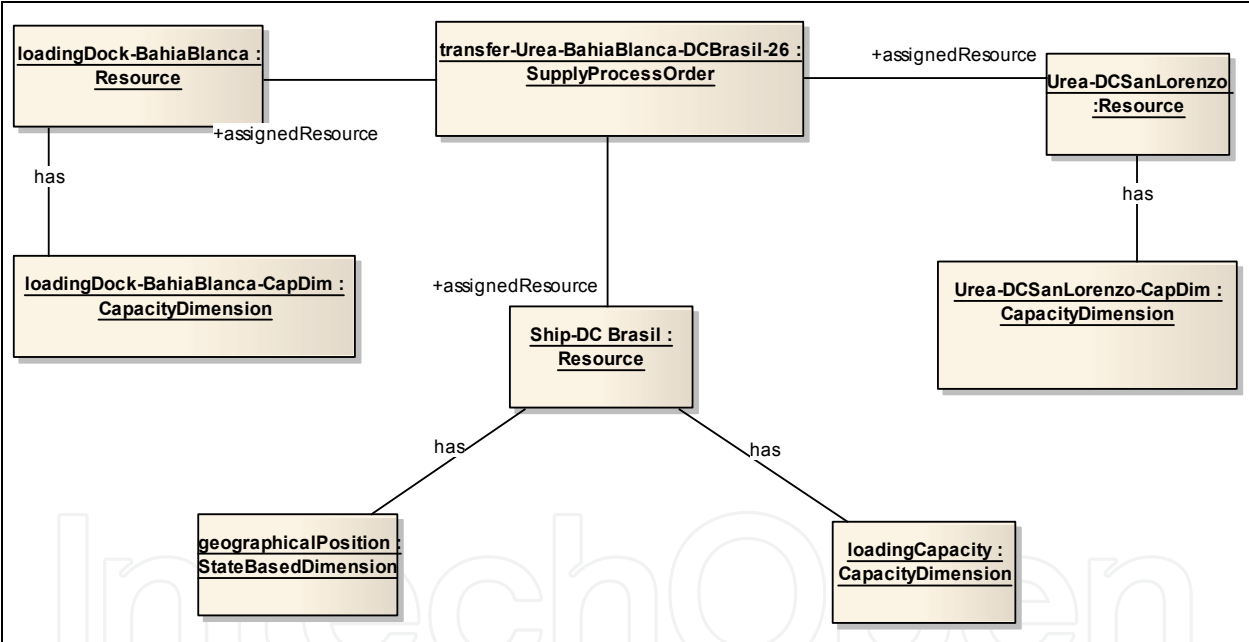 loadingDock-BahiaBlanca :
Resource
transfer-Urea-BahiaBlanca-DCBrasil-26 :
SupplyProcessOrder
+assignedResource
Urea-DCSanLorenzo
:Resource
+assignedResource
has
has
loadingDock-BahiaBlanca-CapDim :
CapacityDimension
+assignedResource
Urea-DCSanLorenzo-CapDim :
CapacityDimension
Ship-DC Brasil :
Resource
has
has
geographicalPosition :
StateBasedDimension
loadingCapacity :
CapacityDimension
IntechOpen